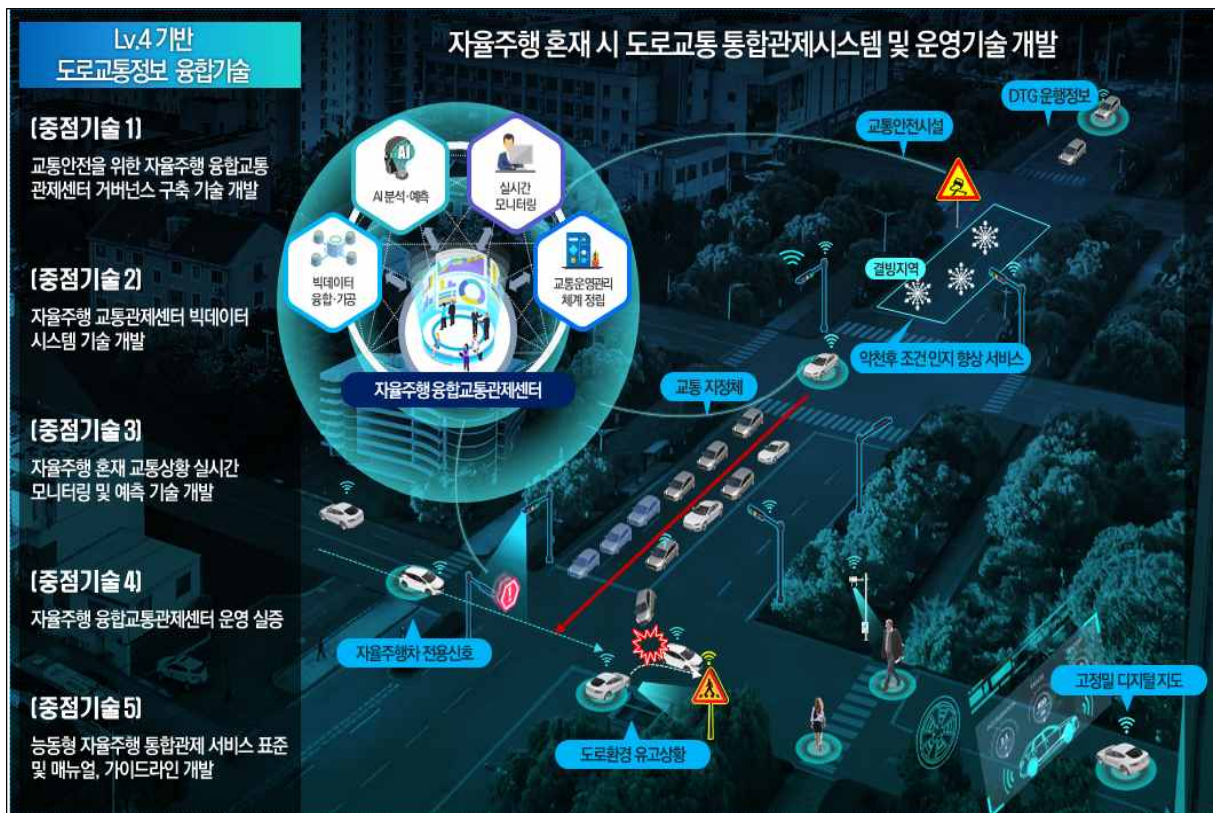 Lv.4 기반
도로교통정보 융합기술
자율주행 혼재 시 도로교통 통합관제시스템 및 운영기술 개발
(중점기술 1)
교통안전을 위한 자율주행 융합교통
관제센터 거버넌스 구축 기술 개발
(중점기술 2)
자율주행 교통관제센터 빅데이터
시스템 기술 개발
(중점기술 3)
자율주행 혼재 교통상황 실시간
모니터링 및 예측 기술 개발
(중점기술 4)
자율주행 융합교통관제센터 운영 실증
(중점기술 5)
능동형 자율주행 통합관제 서비스 표준
및 매뉴얼, 가이드라인 개발
AI
AI 분석·예측
실시간
모니터링
빅데이터
융합·가공
교통운영관리
체계 정립
자율주행 융합교통관제센터
DTG 운행정보
교통안전시설
결빙지역
악천후 조건 인지 향상 서비스
교통 지정체
자율주행차 전용신호
도로환경 유고상황
고정밀 디지털 지도